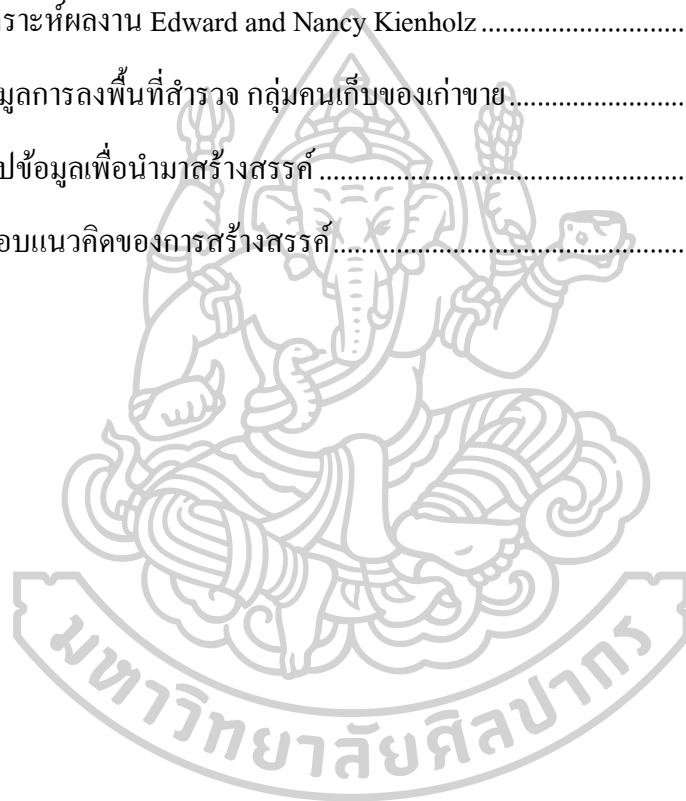 ราะห์ผลงาน Edward and Nancy Kienholz ..............................
มูลการลงพื้นที่สำรวจ กลุ่มคนเก็บของเก่าขาย..............................
ปข้อมูลเพื่อนำมาสร้างสรรค์ ..............................
อบแนวคิดของการสร้างสรรค์..............................
มหาวิทยาลัยศิลปากร